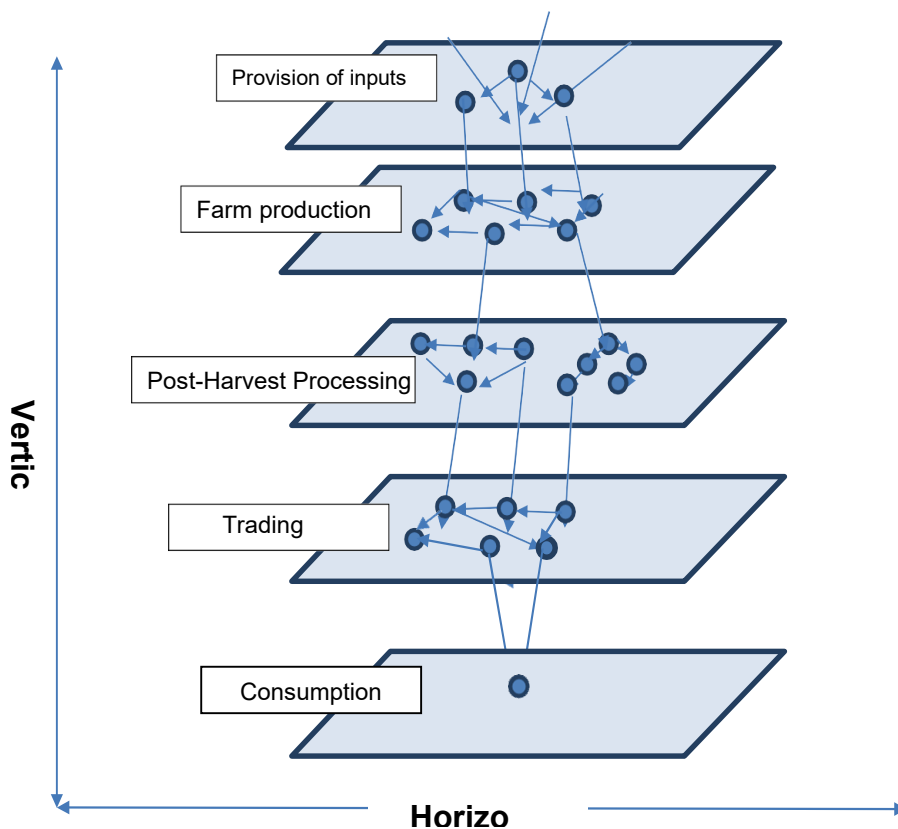 Provision of inputs
Farm production
Post-Harvest Processing
Vertic
Trading
Consumption
Horizo